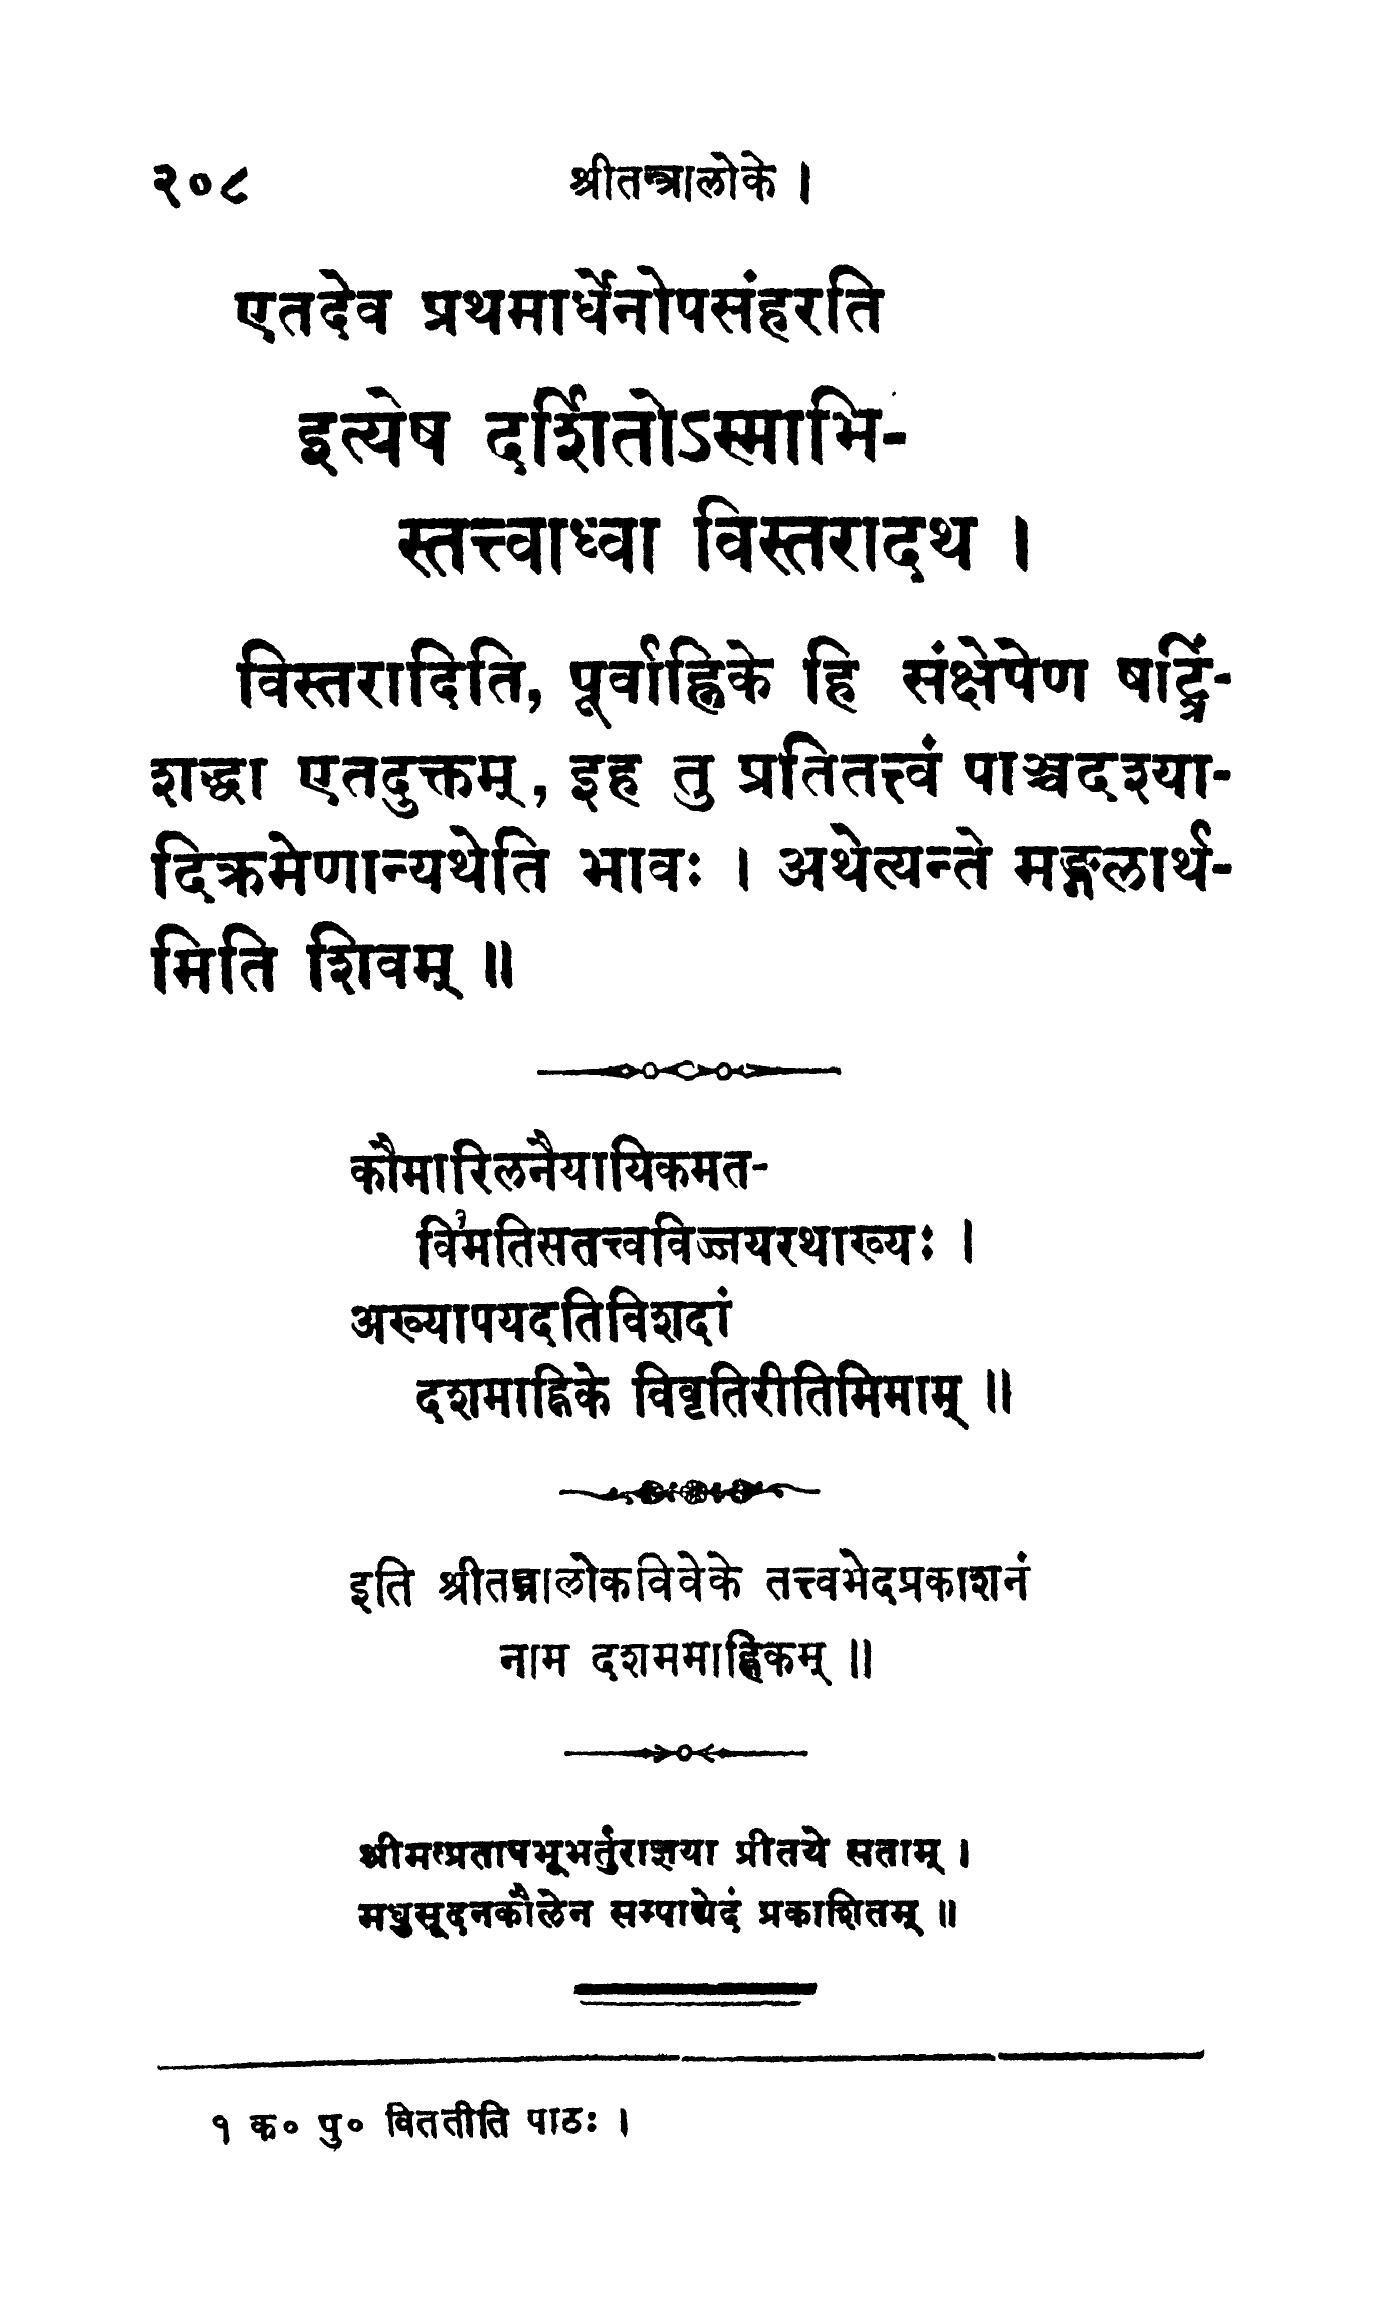 २०८ श्रीतन्त्रालोके ।
एतदेव प्रथमार्धेनोपसंहरति
इत्येष दर्शितोऽस्माभि-
स्तत्त्वाध्वा विस्तरादथ ।
विस्तरादिति, पूर्वाह्निके हि संक्षेपेण षट्त्रिं-
शद्धा एतदुक्तम्, इह तु प्रतितत्त्वं पाञ्चदश्या-
दिक्रमेणान्यथेति भावः । अथेत्यन्ते मङ्गलार्थ-
मिति शिवम् ॥
कौमारिलनैयायिकमत-
वि१मतिसतत्त्वविज्जयरथाख्यः ।
अख्यापयदतिविशदां
दशमाह्निके विवृतिरीतिमिमाम् ॥
इति श्रीतन्त्रालोकविवेके तत्त्वभेदप्रकाशनं
नाम दशममाह्निकम् ॥
श्रीमत्प्रतापभूभर्तुराज्ञया प्रीतये सताम् ।
मधुसूदनकौलेन सम्पाद्येदं प्रकाशितम् ॥
१ क० पु० विततीति पाठः ।